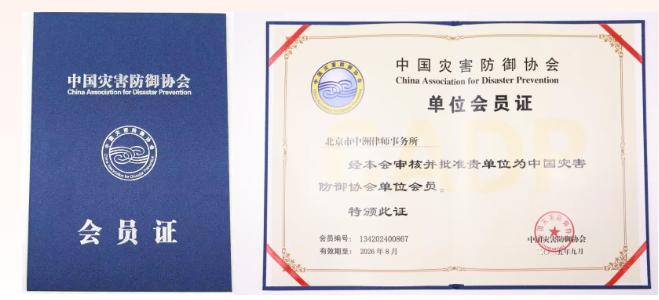 中国灾害防御协会
China Association for Disaster Prevention
会员证
中国灾害防御协会
China Association for Disaster Prevention
单位会员证
北京市中洲律师事务所
经本会审核并批准贵单位为中国灾害
防御协会单位会员。
特颁此证
会员编号: 134202400867
有效期至: 2026 年 8 月
中国灾害防御协会